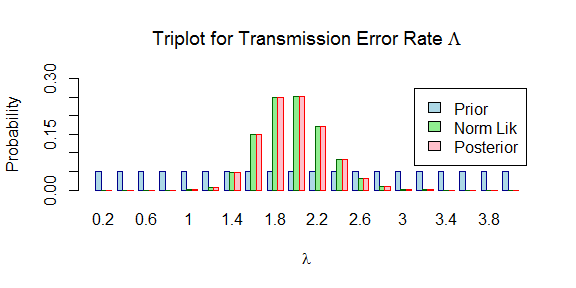 Triplot for Transmission Error Rate Λ
Probability
0.30
0.15
0.00
Prior
Norm Lik
Posterior
0.2 0.6 1 1.4 1.8 2.2 2.6 3 3.4 3.8
λ